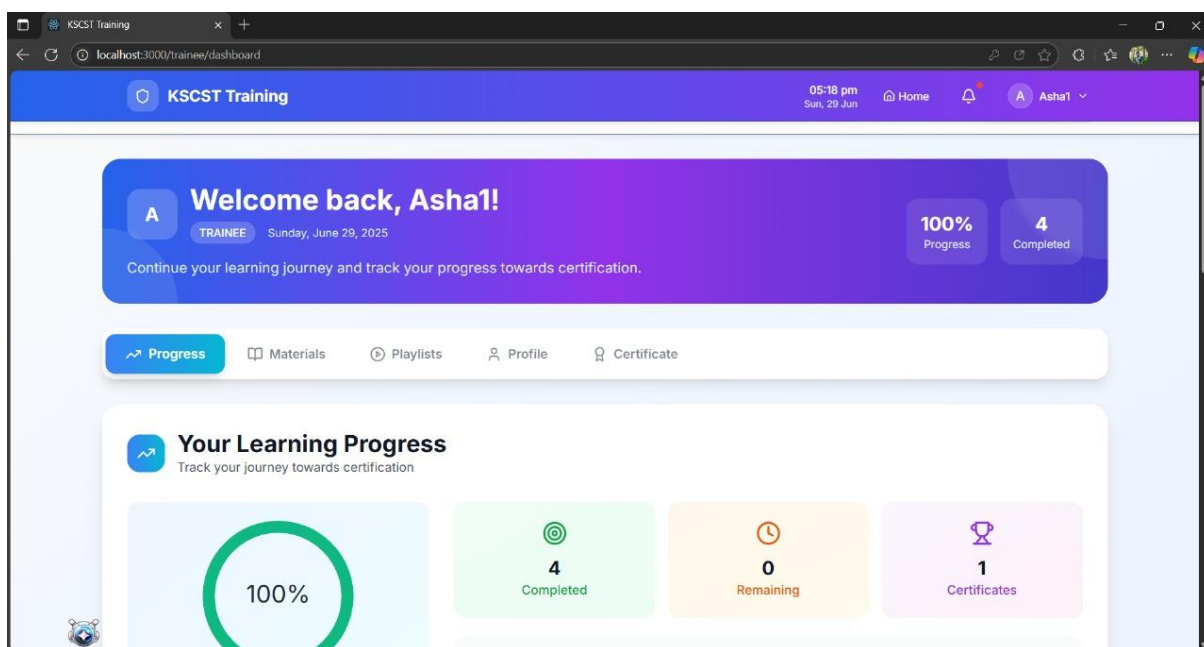 KSCST Training
localhost:3000/trainee/dashboard
KSCST Training
05:18 pm
Sun, 29 Jun
Home
A
Asha1
A
Welcome back, Asha1!
TRAINEE
Sunday, June 29, 2025
Continue your learning journey and track your progress towards certification.
100%
Progress
4
Completed
Progress
Materials
Playlists
Profile
Certificate
Your Learning Progress
Track your journey towards certification
100%
4
Completed
0
Remaining
1
Certificates